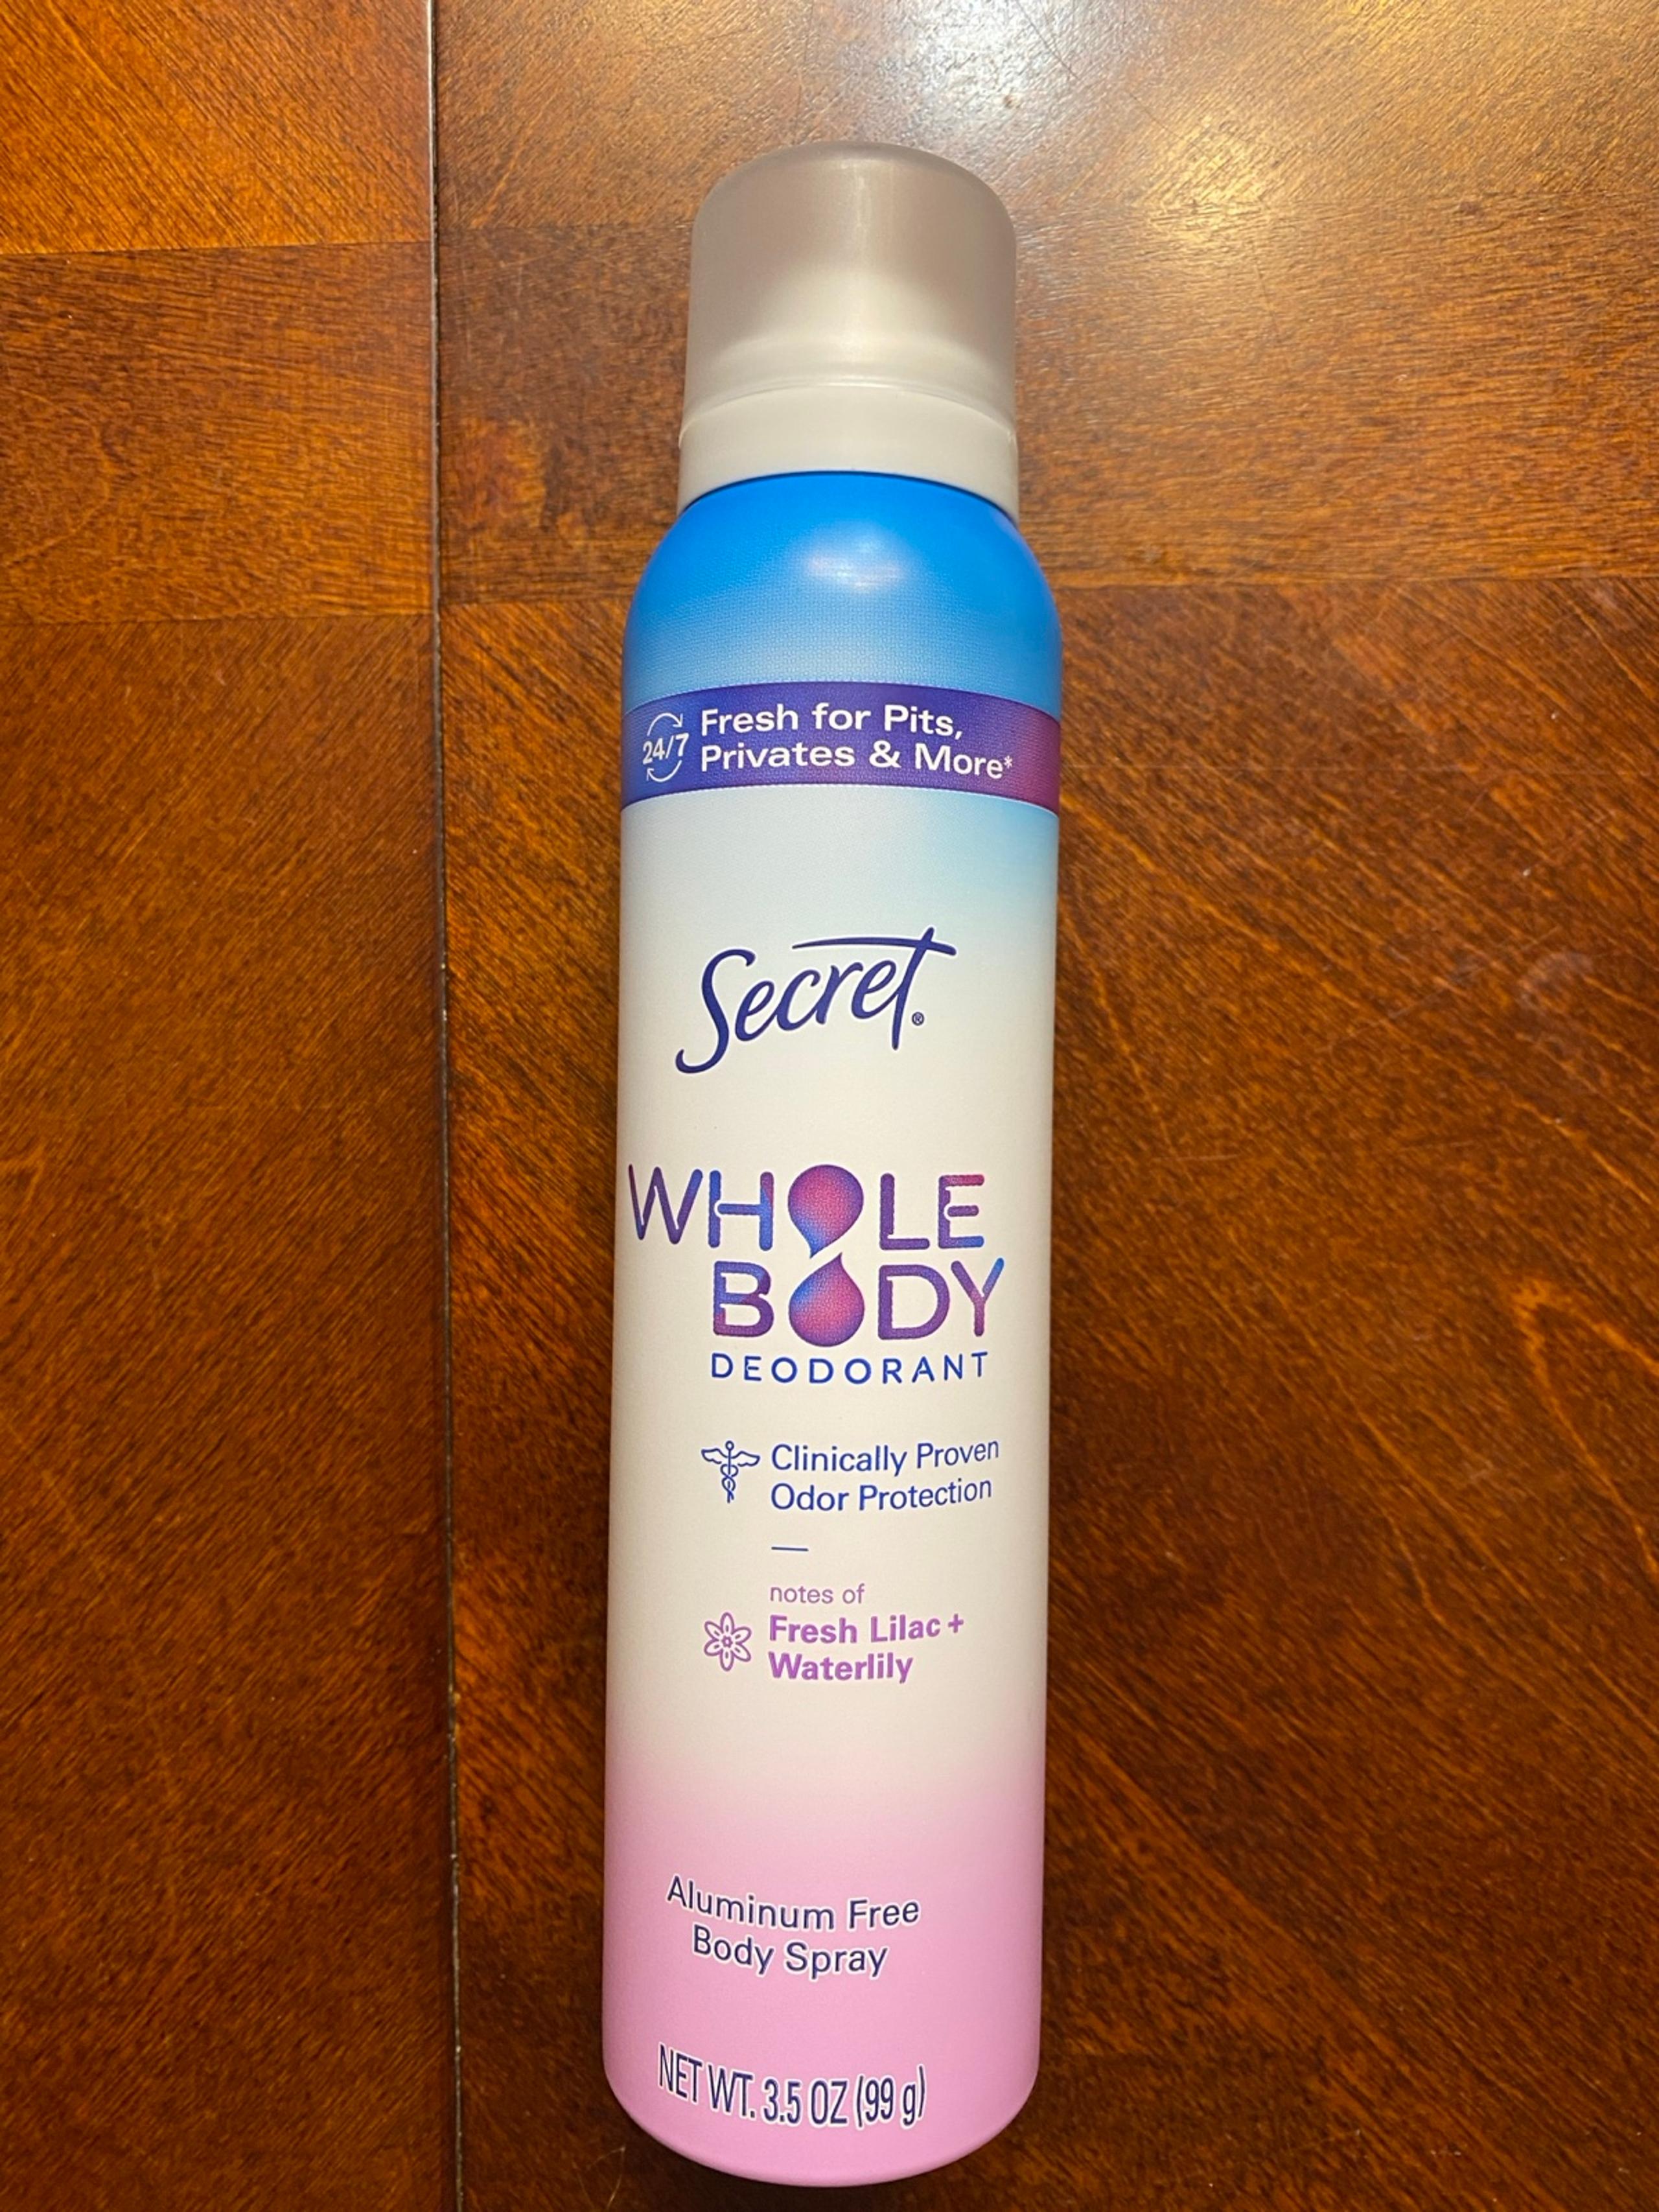 24/7
Fresh for Pits,
Privates & More*
Secret®
WHOLE
BODY
DEODORANT
Clinically Proven
Odor Protection
notes of
Fresh Lilac +
Waterlily
Aluminum Free
Body Spray
NET WT. 3.5 OZ (99 g)